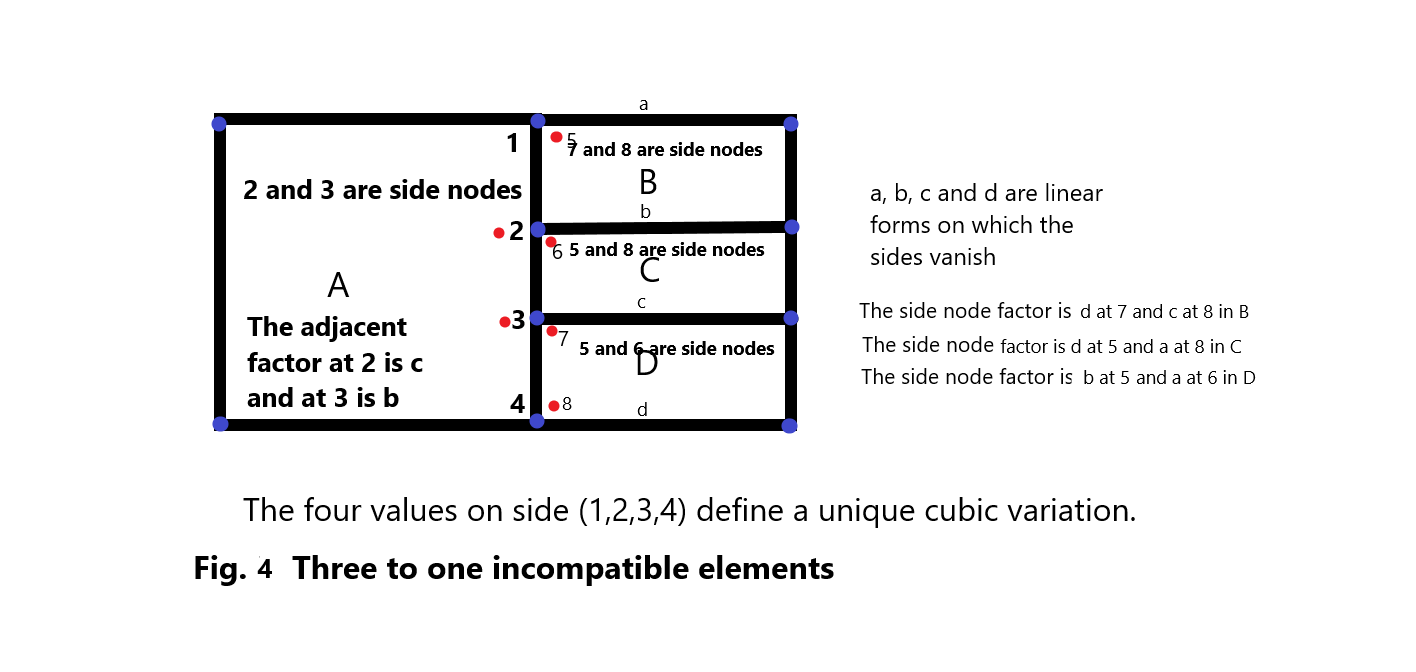 a
1
5
7 and 8 are side nodes
2 and 3 are side nodes
B
b
2
6
5 and 8 are side nodes
C
A
c
The adjacent
factor at 2 is c
and at 3 is b
3
7
5 and 6 are side nodes
D
4
8
d
a, b, c and d are linear
forms on which the
sides vanish
The side node factor is d at 7 and c at 8 in B
The side node factor is d at 5 and a at 8 in C
The side node factor is b at 5 and a at 6 in D
The four values on side (1,2,3,4) define a unique cubic variation.
Fig. 4 Three to one incompatible elements